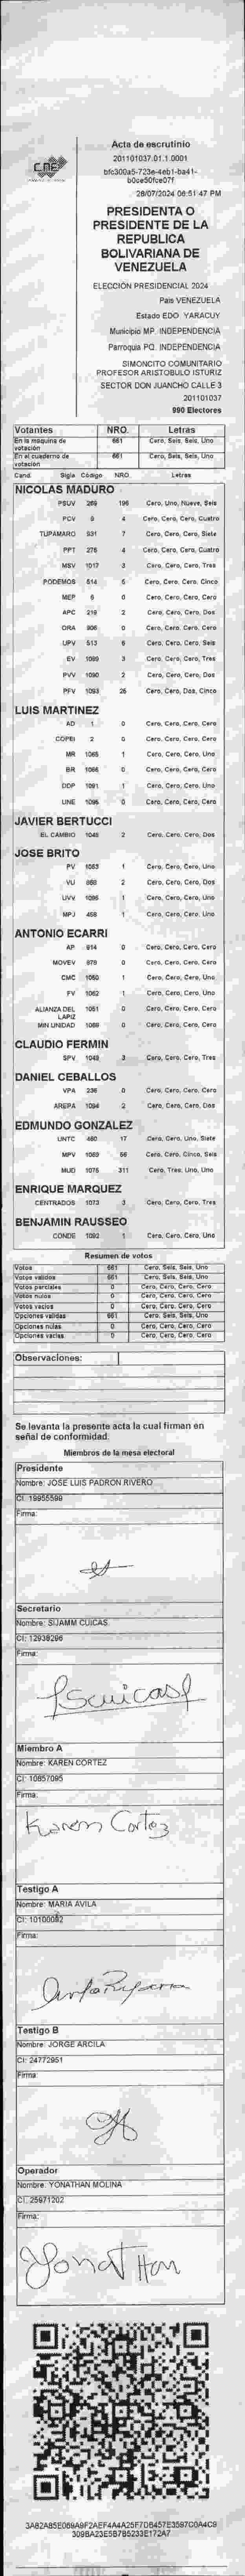 CNE
Acta de escrutinio
201101037.01.1.0001
bfc300a5-723e-4eb1-ba41-
b0ce50fce07f
28/07/2024 06:51:47 PM
PRESIDENTA O
PRESIDENTE DE LA
REPUBLICA
BOLIVARIANA DE
VENEZUELA
ELECCIÓN PRESIDENCIAL 2024
País VENEZUELA
Estado EDO. YARACUY
Municipio MP. INDEPENDENCIA
Parroquia PQ. INDEPENDENCIA
SIMONCITO COMUNITARIO
PROFESOR ARISTOBULO ISTURIZ
SECTOR DON JUANCHO CALLE 3
201101037
990 Electores
Votantes NRO. Letras
En la maquina de votación 661 Cero, Seis, Seis, Uno
En el cuaderno de votación 661 Cero, Seis, Seis, Uno
Cand. Sigla Código NRO. Letras
NICOLAS MADURO
PSUV 269 196 Cero, Uno, Nueve, Seis
PCV 9 4 Cero, Cero, Cero, Cuatro
TUPAMARO 931 7 Cero, Cero, Cero, Siete
PPT 275 4 Cero, Cero, Cero, Cuatro
MSV 1017 3 Cero, Cero, Cero, Tres
PODEMOS 514 5 Cero, Cero, Cero, Cinco
MEP 6 0 Cero, Cero, Cero, Cero
APC 219 2 Cero, Cero, Cero, Dos
ORA 906 0 Cero, Cero, Cero, Cero
UPV 513 6 Cero, Cero, Cero, Seis
EV 1089 3 Cero, Cero, Cero, Tres
PVV 1090 2 Cero, Cero, Cero, Dos
PFV 1093 25 Cero, Cero, Dos, Cinco
LUIS MARTINEZ
AD 1 0 Cero, Cero, Cero, Cero
COPEI 2 0 Cero, Cero, Cero, Cero
MR 1065 1 Cero, Cero, Cero, Uno
BR 1066 0 Cero, Cero, Cero, Cero
DDP 1091 1 Cero, Cero, Cero, Uno
UNE 1095 0 Cero, Cero, Cero, Cero
JAVIER BERTUCCI
EL CAMBIO 1048 2 Cero, Cero, Cero, Dos
JOSE BRITO
PV 1053 1 Cero, Cero, Cero, Uno
VU 868 2 Cero, Cero, Cero, Dos
UVV 1096 1 Cero, Cero, Cero, Uno
MPJ 458 1 Cero, Cero, Cero, Uno
ANTONIO ECARRI
AP 914 0 Cero, Cero, Cero, Cero
MOVEV 979 0 Cero, Cero, Cero, Cero
CMC 1050 1 Cero, Cero, Cero, Uno
FV 1062 1 Cero, Cero, Cero, Uno
ALIANZA DEL LAPIZ 1051 0 Cero, Cero, Cero, Cero
MIN UNIDAD 1088 0 Cero, Cero, Cero, Cero
CLAUDIO FERMIN
SPV 1049 3 Cero, Cero, Cero, Tres
DANIEL CEBALLOS
VPA 236 0 Cero, Cero, Cero, Cero
AREPA 1094 2 Cero, Cero, Cero, Dos
EDMUNDO GONZALEZ
UNTC 460 17 Cero, Cero, Uno, Siete
MPV 1063 56 Cero, Cero, Cinco, Seis
MUD 1075 311 Cero, Tres, Uno, Uno
ENRIQUE MARQUEZ
CENTRADOS 1073 3 Cero, Cero, Cero, Tres
BENJAMIN RAUSSEO
CONDE 1092 1 Cero, Cero, Cero, Uno
Resumen de votos
Votos 661 Cero, Seis, Seis, Uno
Votos validos 661 Cero, Seis, Seis, Uno
Votos parciales 0 Cero, Cero, Cero, Cero
Votos nulos 0 Cero, Cero, Cero, Cero
Votos vacios 0 Cero, Cero, Cero, Cero
Opciones validas 661 Cero, Seis, Seis, Uno
Opciones nulas 0 Cero, Cero, Cero, Cero
Opciones vacias 0 Cero, Cero, Cero, Cero
Observaciones:
Se levanta la presente acta la cual firman en
señal de conformidad:
Miembros de la mesa electoral
Presidente
Nombre: JOSE LUIS PADRON RIVERO
CI: 19955599
Firma:
Secretario
Nombre: SIJAMM CUICAS
CI: 12938296
Firma:
Miembro A
Nombre: KAREN CORTEZ
CI: 10857095
Firma:
Karem Cortez
Testigo A
Nombre: MARIA AVILA
Firma:
Testigo B
Nombre: JORGE ARCILA
CI: 24772951
Firma:
Operador
Nombre: YONATHAN MOLINA
CI: 25971202
Firma:
Yonat Han
3A82A85E069A9F2AEF4A4A25F7D6457E3597C0A4C9
309BA23E5B7B5233E172A7